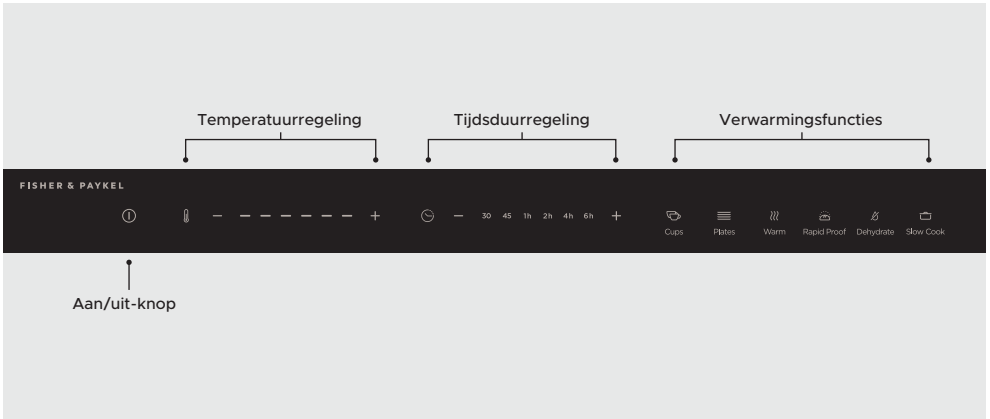 Temperatuurregeling Tijdsduurregeling Verwarmingsfuncties
FISHER & PAYKEL
30 45 1h 2h 4h 6h
Cups Plates Warm Rapid Proof Dehydrate Slow Cook
Aan/uit-knop